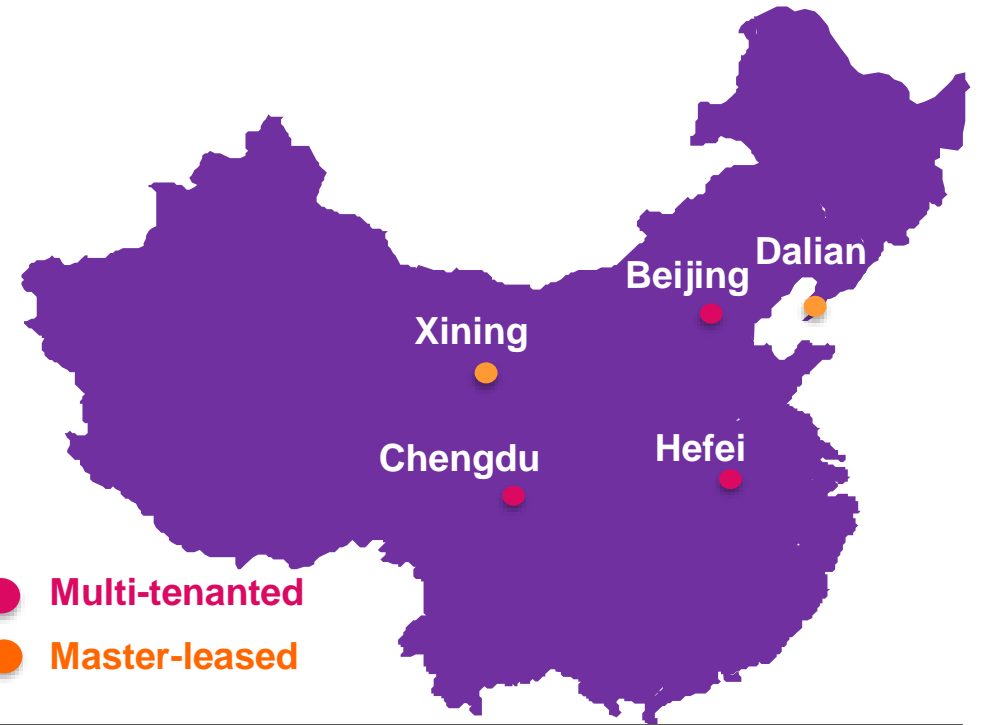 Dalian
Beijing
Xining
Hefei
Chengdu
Multi-tenanted
Master-leased